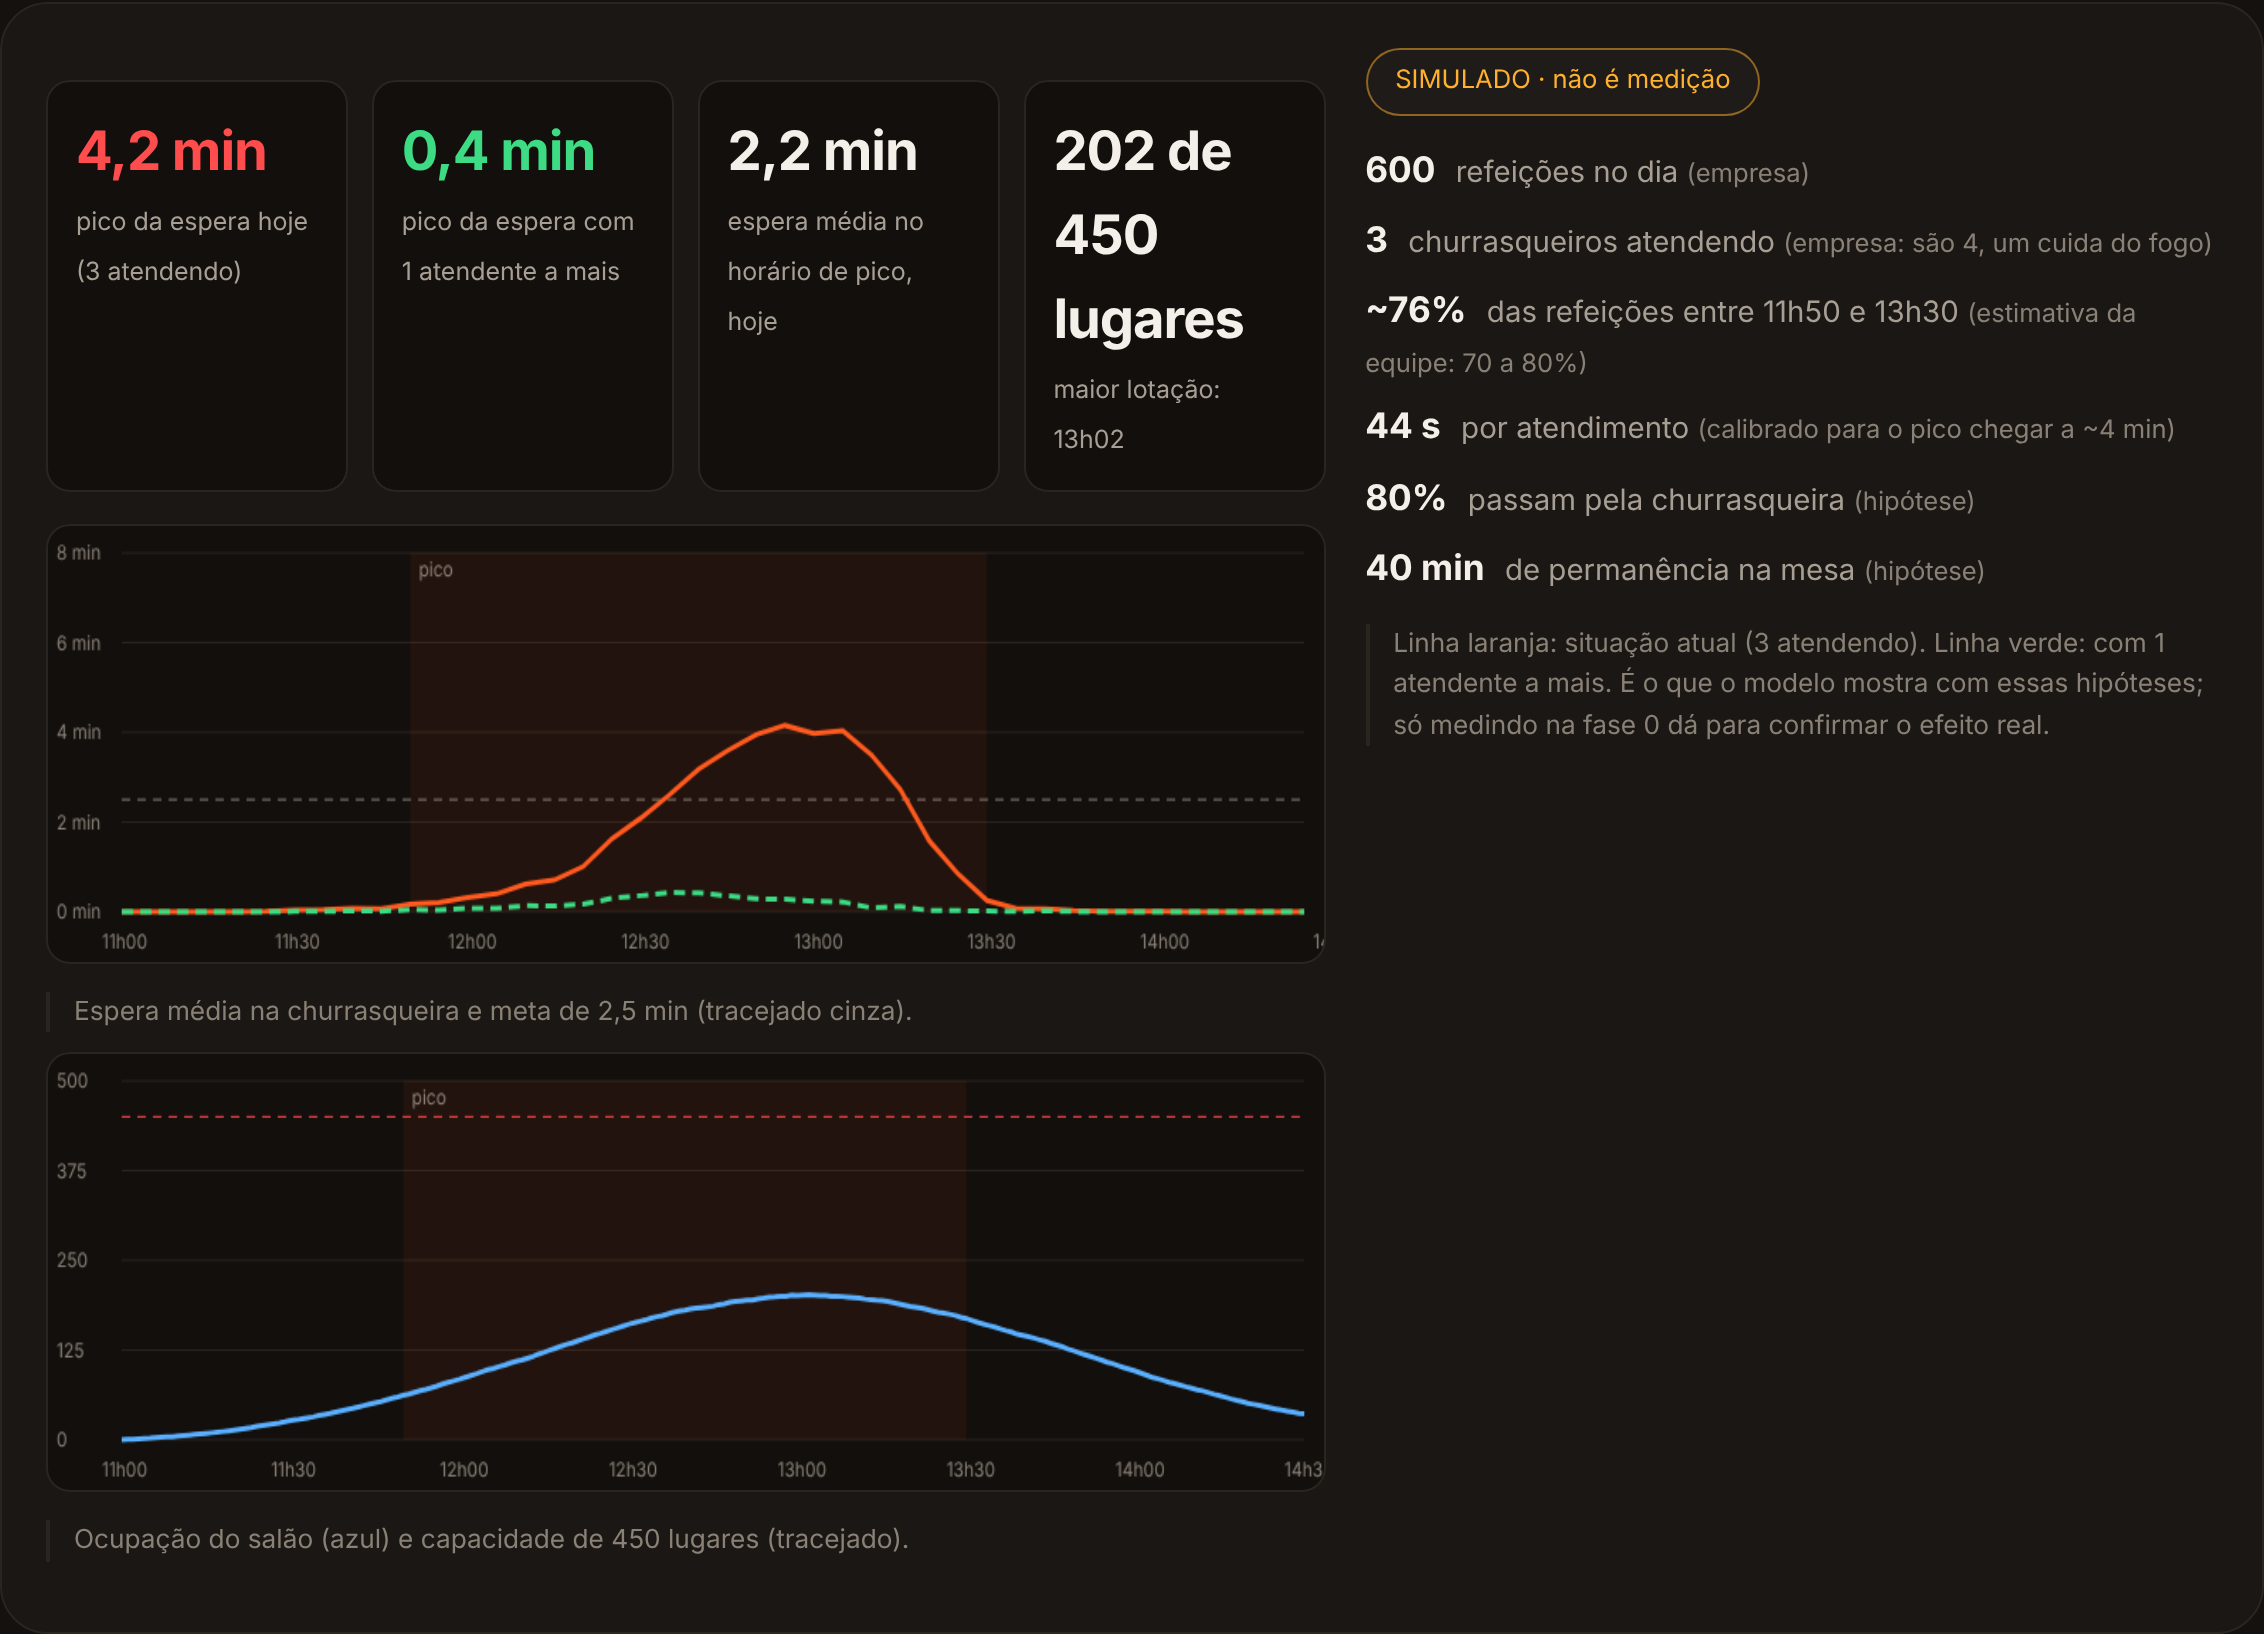 4,2 min
pico da espera hoje
(3 atendendo)
0,4 min
pico da espera com
1 atendente a mais
2,2 min
espera média no
horário de pico,
hoje
202 de
450
lugares
maior lotação:
13h02
8 min
pico
6 min
4 min
2 min
0 min
11h00
11h30
12h00
12h30
13h00
13h30
14h00
14
Espera média na churrasqueira e meta de 2,5 min (tracejado cinza).
500
pico
375
250
125
0
11h00
11h30
12h00
12h30
13h00
13h30
14h00
14h3
Ocupação do salão (azul) e capacidade de 450 lugares (tracejado).
SIMULADO · não é medição
600 refeições no dia (empresa)
3 churrasqueiros atendendo (empresa: são 4, um cuida do fogo)
~76% das refeições entre 11h50 e 13h30 (estimativa da
equipe: 70 a 80%)
44 s por atendimento (calibrado para o pico chegar a ~4 min)
80% passam pela churrasqueira (hipótese)
40 min de permanência na mesa (hipótese)
Linha laranja: situação atual (3 atendendo). Linha verde: com 1
atendente a mais. É o que o modelo mostra com essas hipóteses;
só medindo na fase 0 dá para confirmar o efeito real.